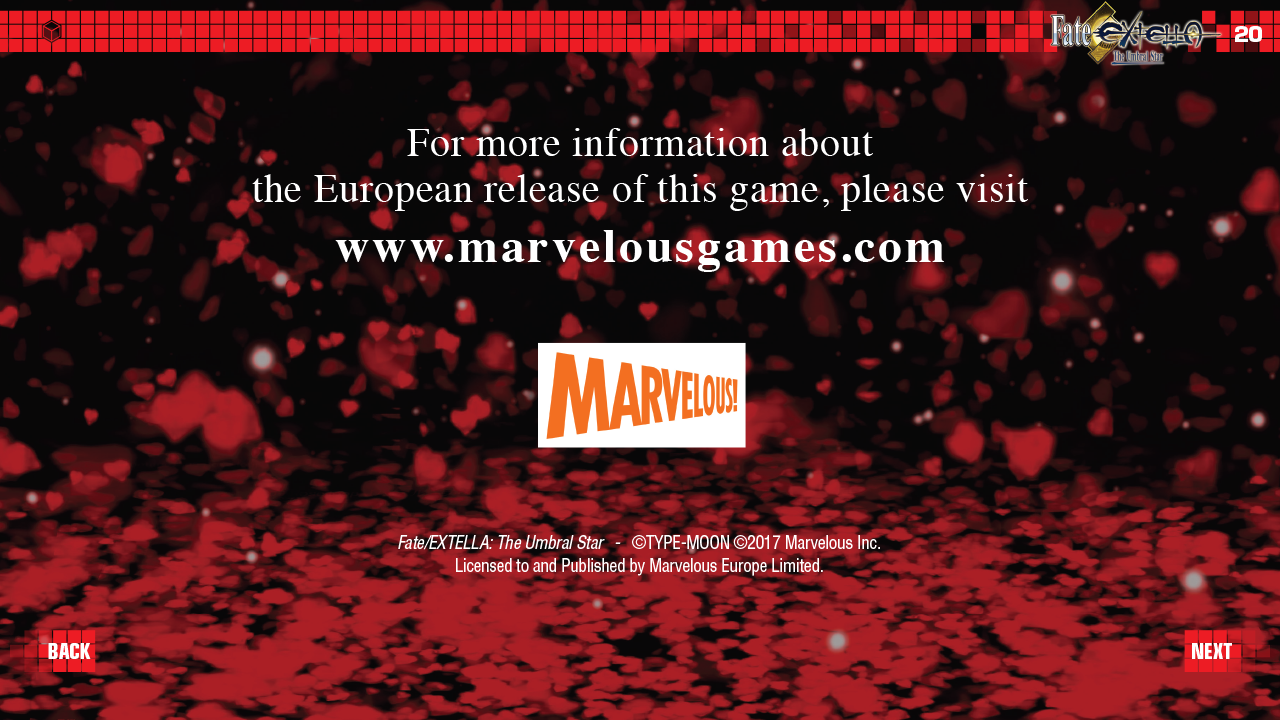 Fate EXTELLA
The Umbral Star
20
For more information about
the European release of this game, please visit
www.marvelousgames.com
MARVELOUS!
Fate/EXTELLA: The Umbral Star - ©TYPE-MOON ©2017 Marvelous Inc.
Licensed to and Published by Marvelous Europe Limited.
BACK
NEXT